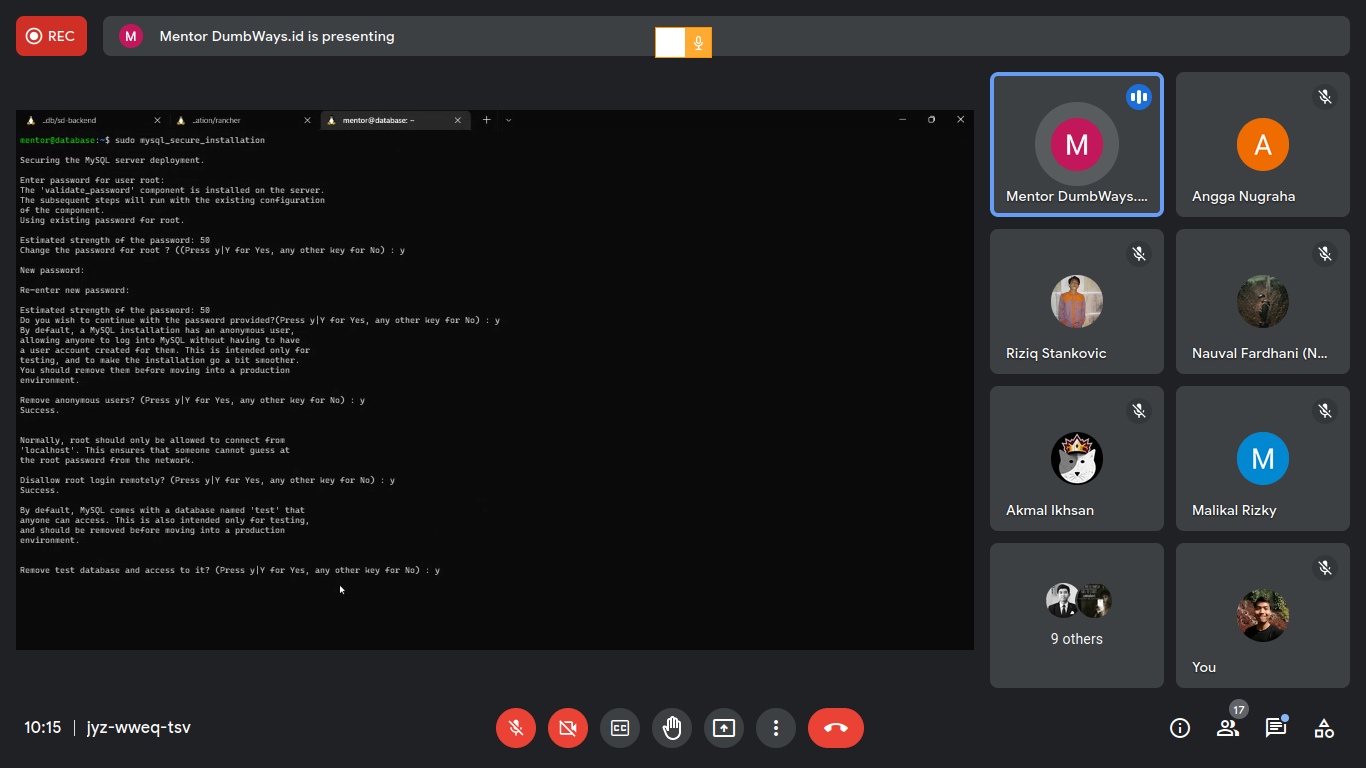 REC
M
Mentor DumbWays.id is presenting
..db/sd-backend
..ation/rancher
mentor@database: ~
mentor@database:~$ sudo mysql_secure_installation
Securing the MySQL server deployment.
Enter password for user root:
The 'validate_password' component is installed on the server.
The subsequent steps will run with the existing configuration
of the component.
Using existing password for root.
Estimated strength of the password: 50
Change the password for root ? ((Press y|Y for Yes, any other key for No) : y
New password:
Re-enter new password:
Estimated strength of the password: 50
Do you wish to continue with the password provided?(Press y|Y for Yes, any other key for No) : y
By default, a MySQL installation has an anonymous user,
allowing anyone to log into MySQL without having to have
a user account created for them. This is intended only for
testing, and to make the installation go a bit smoother.
You should remove them before moving into a production
environment.
Remove anonymous users? (Press y|Y for Yes, any other key for No) : y
Success.
Normally, root should only be allowed to connect from
'localhost'. This ensures that someone cannot guess at
the root password from the network.
Disallow root login remotely? (Press y|Y for Yes, any other key for No) : y
Success.
By default, MySQL comes with a database named 'test' that
anyone can access. This is also intended only for testing,
and should be removed before moving into a production
environment.
Remove test database and access to it? (Press y|Y for Yes, any other key for No) : y
M
Mentor DumbWays....
A
Angga Nugraha
Riziq Stankovic
Nauval Fardhani (N...
Akmal Ikhsan
M
Malikal Rizky
9 others
You
10:15 | jyz-wweq-tsv
CC
17